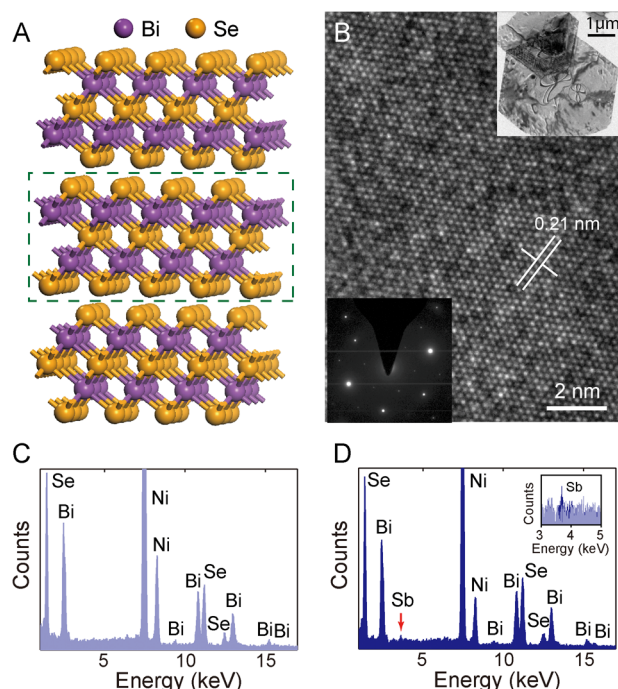 A
Bi
Se
B
1μm
0.21 nm
2 nm
C
Se
Bi
Ni
Ni
Bi
Bi
Se
Se
Bi
Bi
Bi
Counts
5
10
15
Energy (keV)
D
Se
Bi
Sb
Ni
Ni
Bi
Bi
Se
Se
Bi
Bi
Bi
Counts
5
10
15
Energy (keV)
Sb
Counts
3
4
5
Energy (keV)